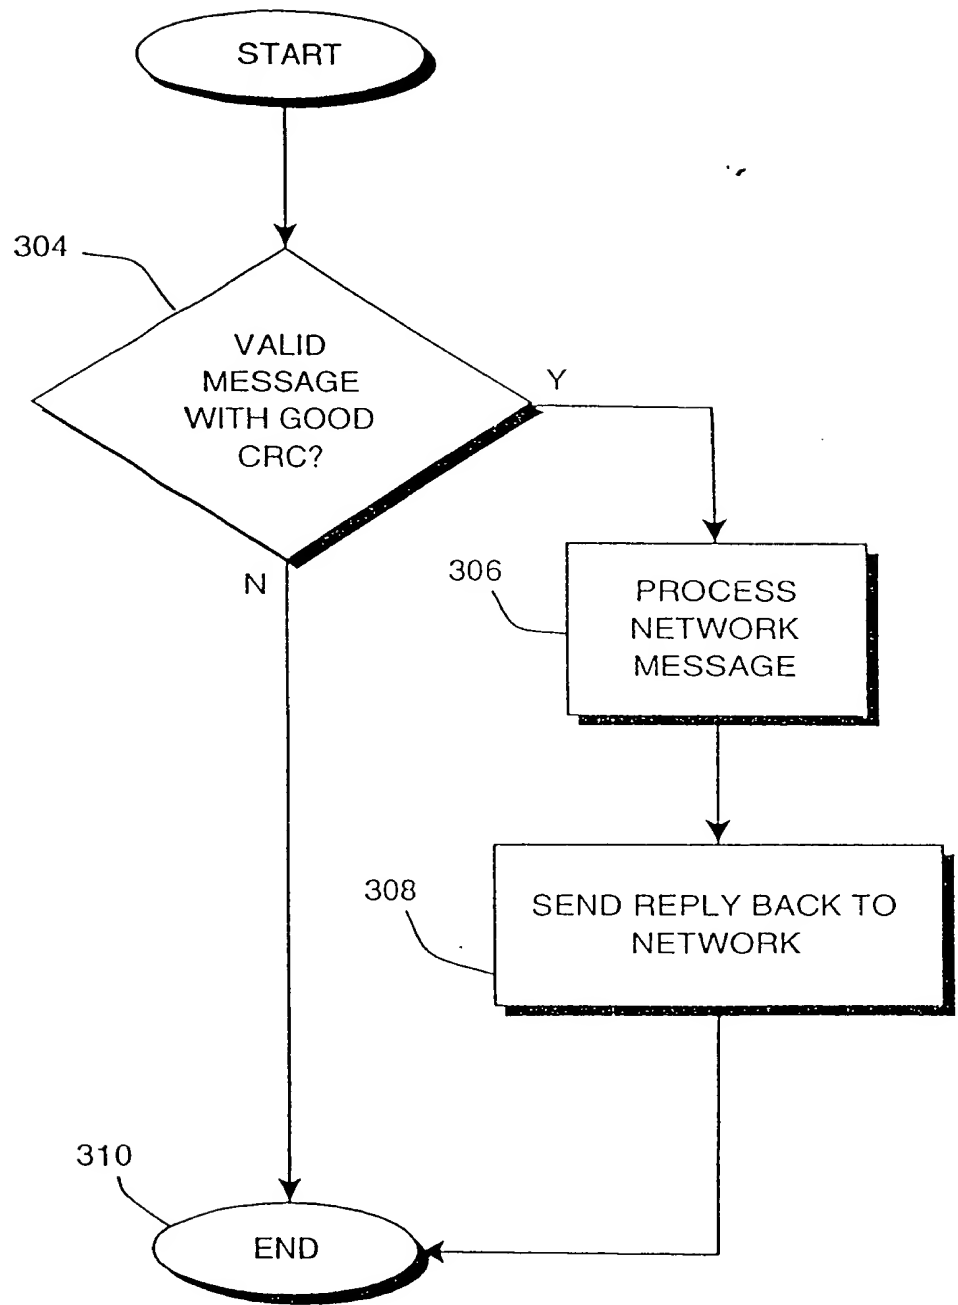 START
304
VALID
MESSAGE
WITH GOOD
CRC?
Y
N
306
PROCESS
NETWORK
MESSAGE
308
SEND REPLY BACK TO
NETWORK
310
END